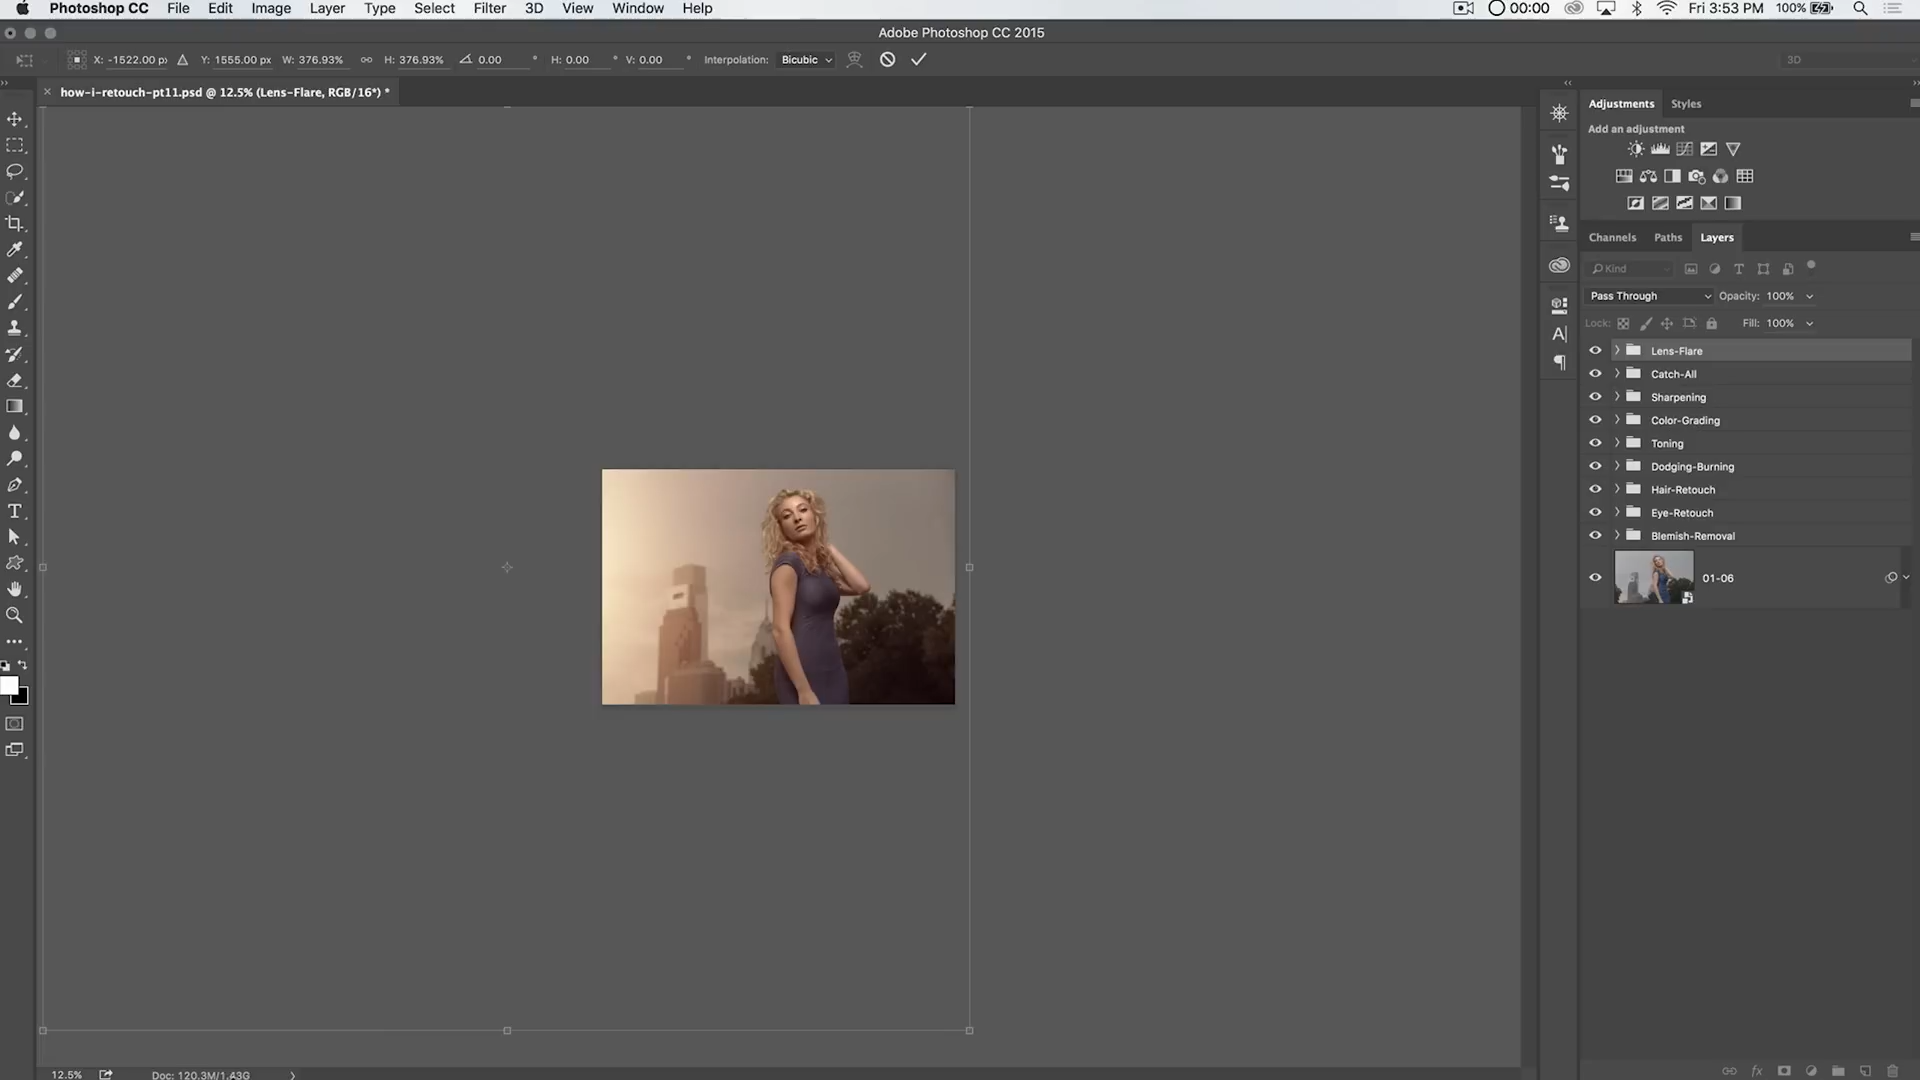 Photoshop CC File Edit Image Layer Type Select Filter 3D View Window Help 00:00 Fri 3:53 PM 100%
Adobe Photoshop CC 2015
X: -1522.00 px Y: 1555.00 px W: 376.93% H: 376.93% 0.00 ° H: 0.00 ° V: 0.00 ° Interpolation: Bicubic 3D
how-i-retouch-pt11.psd @ 12.5% (Lens-Flare, RGB/16*) *
Adjustments Styles
Add an adjustment
Channels Paths Layers
Kind
Pass Through Opacity: 100%
Lock: Fill: 100%
Lens-Flare
Catch-All
Sharpening
Color-Grading
Toning
Dodging-Burning
Hair-Retouch
Eye-Retouch
Blemish-Removal
01-06
12.5% Doc: 120.3M/1.43G